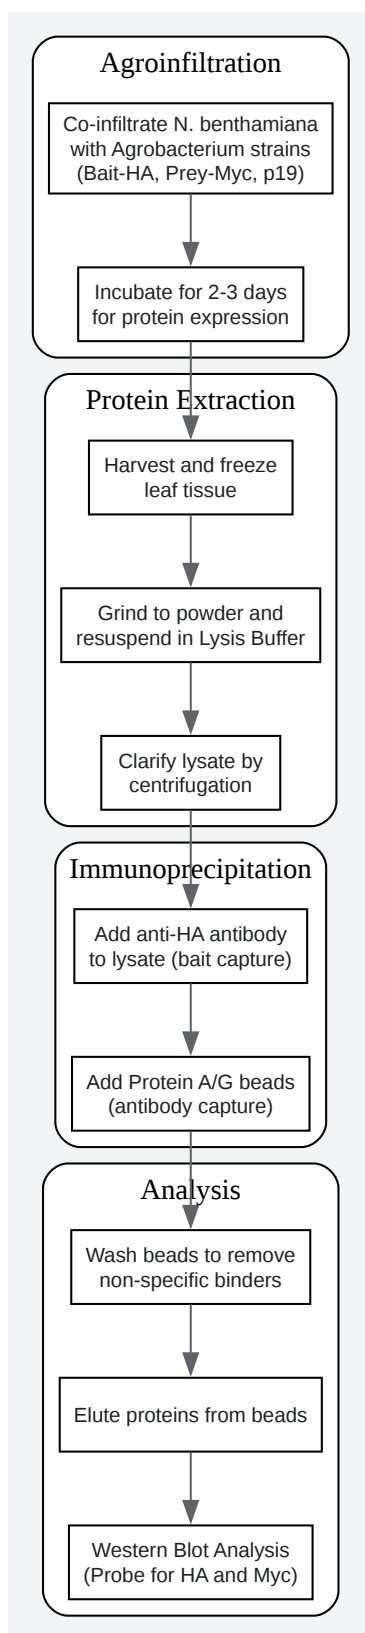 Agroinfiltration
Co-infiltrate N. benthamiana
with Agrobacterium strains
(Bait-HA, Prey-Myc, p19)
Incubate for 2-3 days
for protein expression
Protein Extraction
Harvest and freeze
leaf tissue
Grind to powder and
resuspend in Lysis Buffer
Clarify lysate by
centrifugation
Immunoprecipitation
Add anti-HA antibody
to lysate (bait capture)
Add Protein A/G beads
(antibody capture)
Analysis
Wash beads to remove
non-specific binders
Elute proteins from beads
Western Blot Analysis
(Probe for HA and Myc)